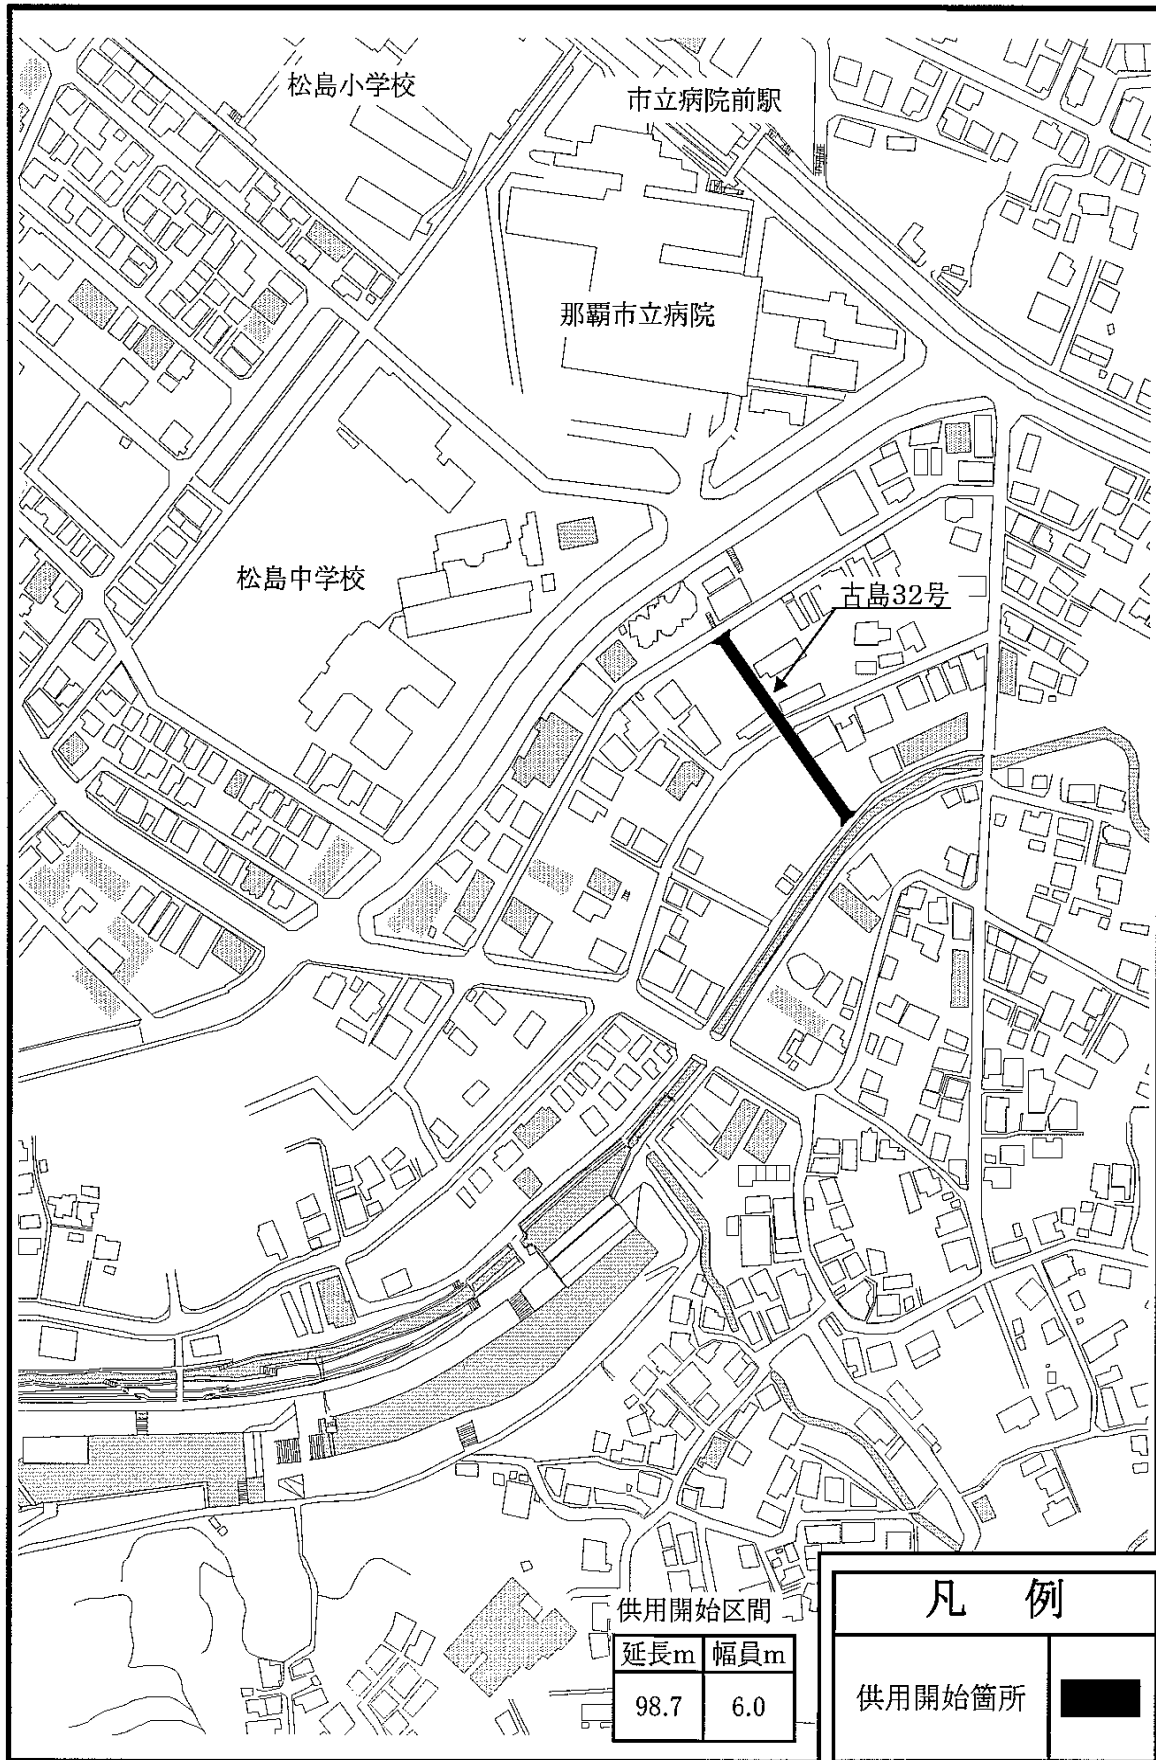 松島小学校
市立病院前駅
那覇市立病院
松島中学校
古島32号
供用開始区間
延長m 幅員m
98.7 6.0
凡 例
供用開始箇所